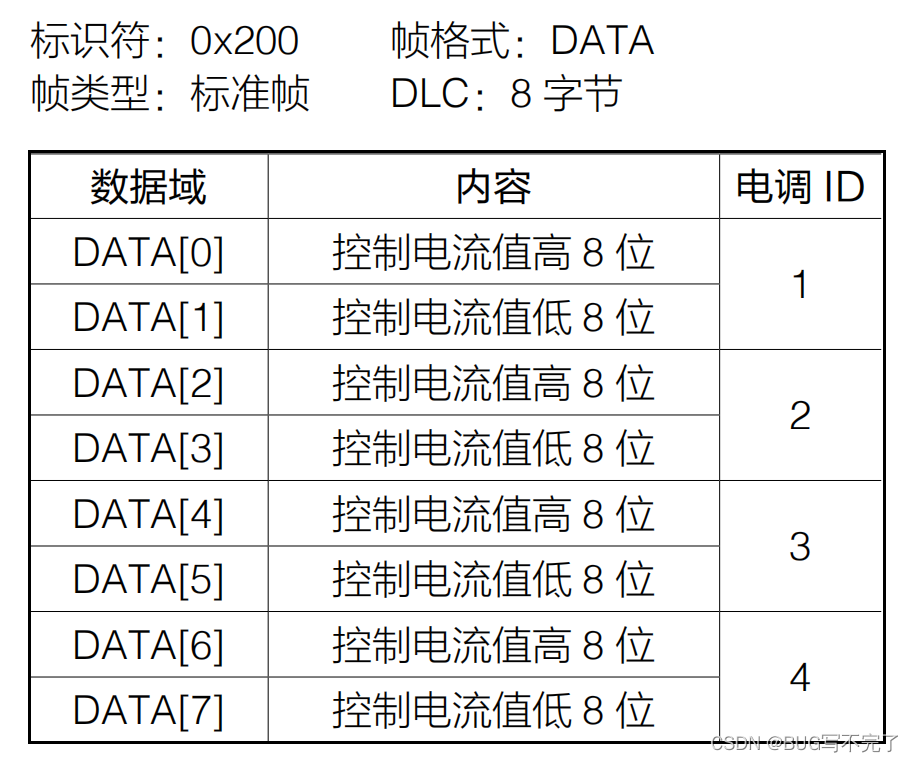 标识符：0x200 帧格式：DATA
帧类型：标准帧 DLC：8 字节
数据域 内容 电调 ID
DATA[0] 控制电流值高 8 位 1
DATA[1] 控制电流值低 8 位
DATA[2] 控制电流值高 8 位 2
DATA[3] 控制电流值低 8 位
DATA[4] 控制电流值高 8 位 3
DATA[5] 控制电流值低 8 位
DATA[6] 控制电流值高 8 位 4
DATA[7] 控制电流值低 8 位
CSDN @BUG写不完了